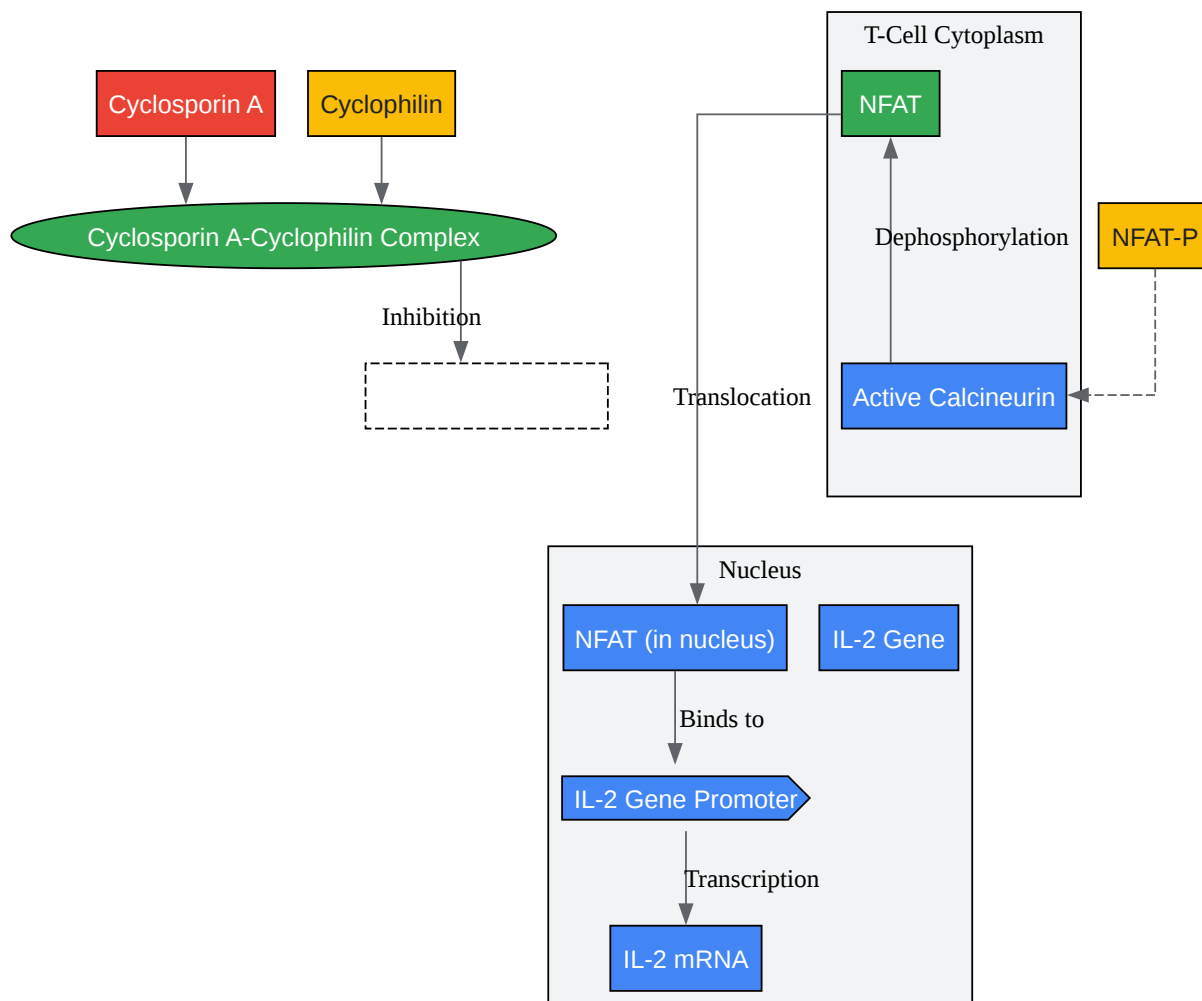 T-Cell Cytoplasm
Cyclosporin A
Cyclophilin
NFAT
Cyclosporin A-Cyclophilin Complex
Dephosphorylation
NFAT-P
Inhibition
Translocation
Active Calcineurin
Nucleus
NFAT (in nucleus)
IL-2 Gene
Binds to
IL-2 Gene Promoter
Transcription
IL-2 mRNA